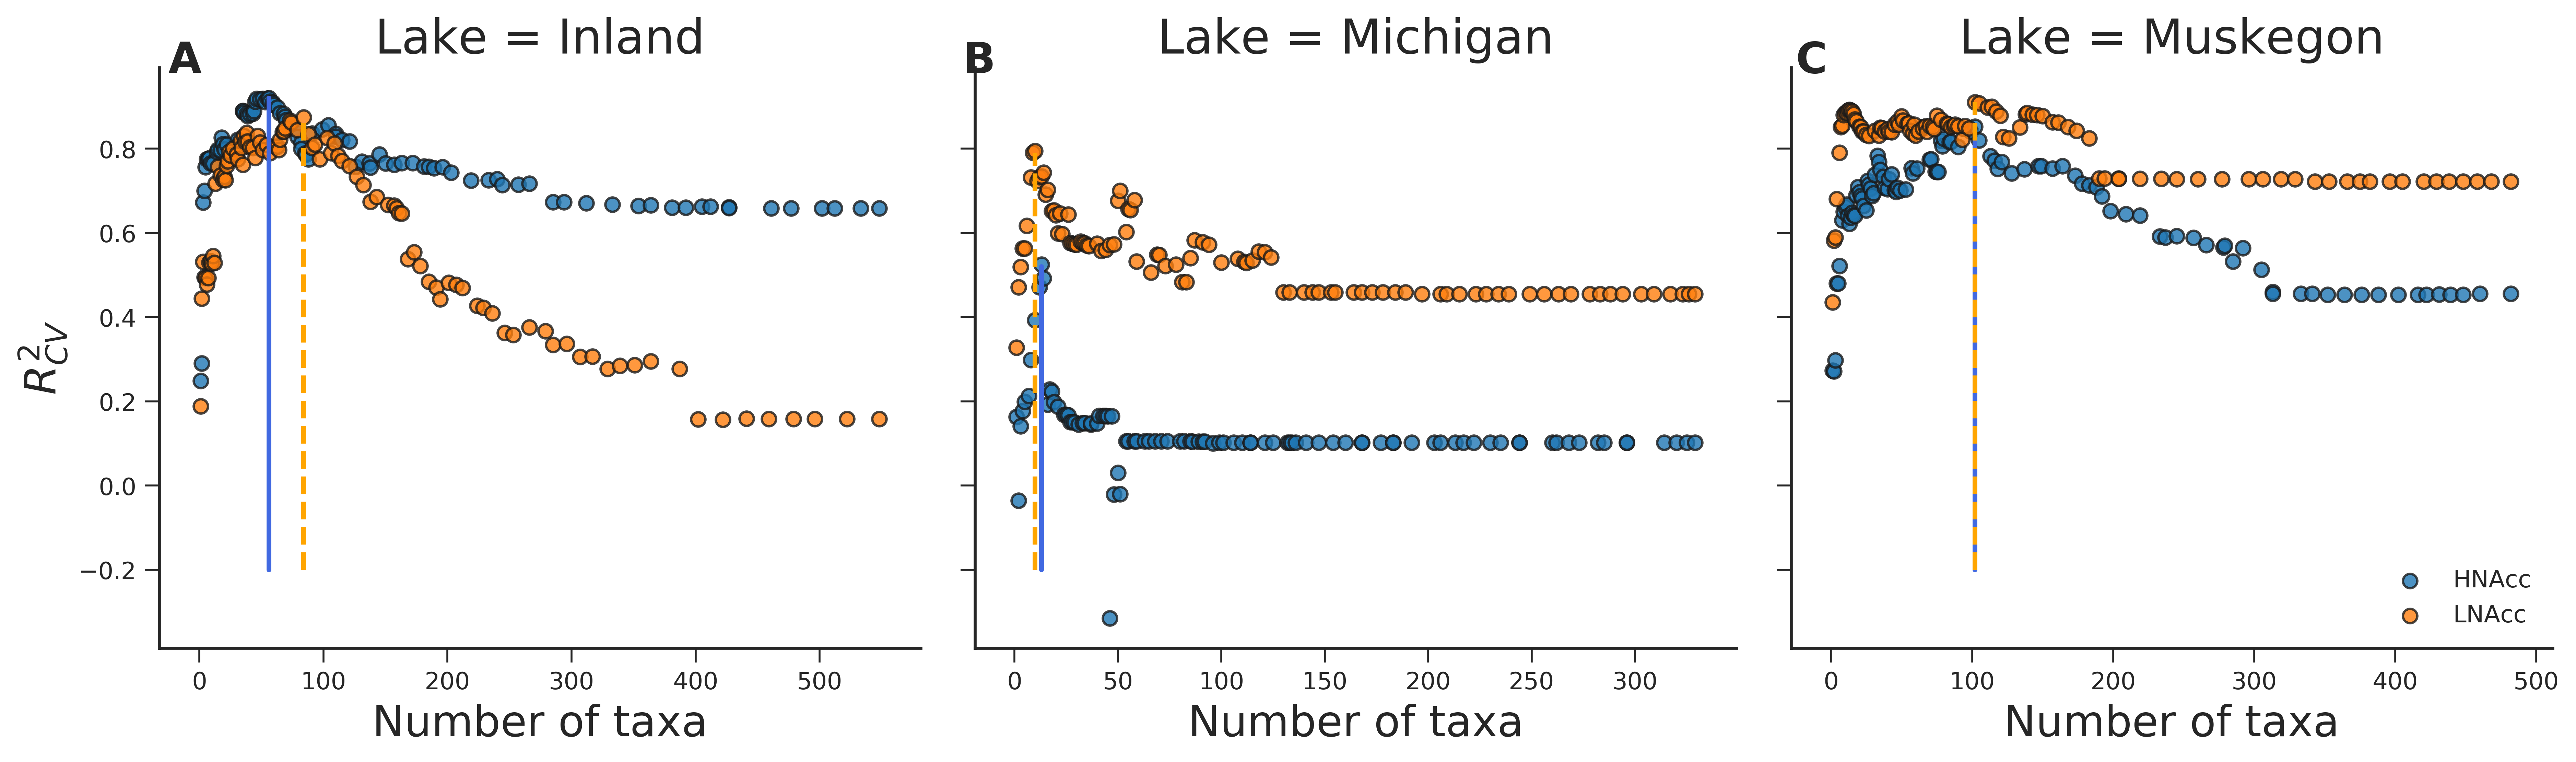 A
Lake = Inland
B
Lake = Michigan
C
Lake = Muskegon
R²CV
0.8
0.6
0.4
0.2
0.0
−0.2
0 100 200 300 400 500
0 50 100 150 200 250 300
0 100 200 300 400 500
HNAcc
LNAcc
Number of taxa
Number of taxa
Number of taxa